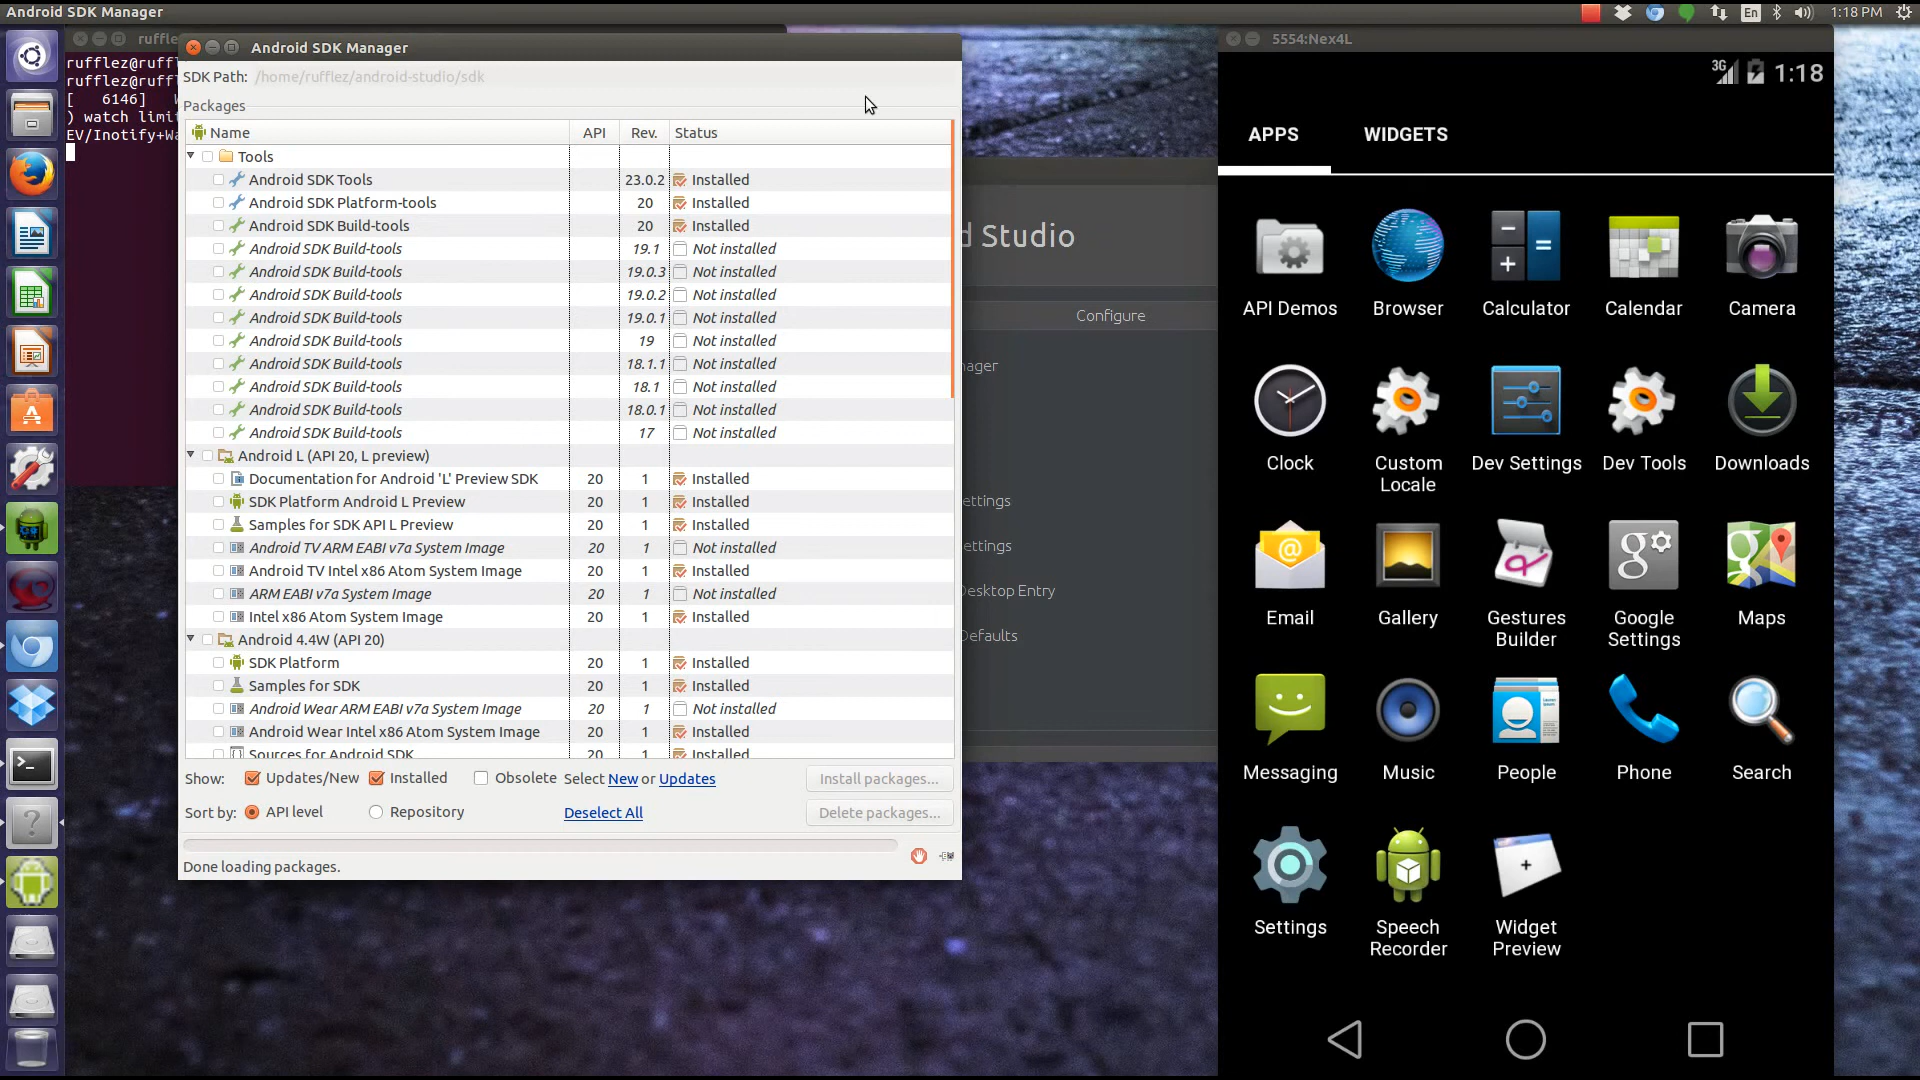 Android SDK Manager
En
1:18 PM
ruffle
rufflez@ruffl
rufflez@ruffl
[ 6146]
) watch limit
EV/Inotify+Wa
Android SDK Manager
SDK Path: /home/rufflez/android-studio/sdk
Packages
Name API Rev. Status
Tools
Android SDK Tools 23.0.2 Installed
Android SDK Platform-tools 20 Installed
Android SDK Build-tools 20 Installed
Android SDK Build-tools 19.1 Not installed
Android SDK Build-tools 19.0.3 Not installed
Android SDK Build-tools 19.0.2 Not installed
Android SDK Build-tools 19.0.1 Not installed
Android SDK Build-tools 19 Not installed
Android SDK Build-tools 18.1.1 Not installed
Android SDK Build-tools 18.1 Not installed
Android SDK Build-tools 18.0.1 Not installed
Android SDK Build-tools 17 Not installed
Android L (API 20, L preview)
Documentation for Android 'L' Preview SDK 20 1 Installed
SDK Platform Android L Preview 20 1 Installed
Samples for SDK API L Preview 20 1 Installed
Android TV ARM EABI v7a System Image 20 1 Not installed
Android TV Intel x86 Atom System Image 20 1 Installed
ARM EABI v7a System Image 20 1 Not installed
Intel x86 Atom System Image 20 1 Installed
Android 4.4W (API 20)
SDK Platform 20 1 Installed
Samples for SDK 20 1 Installed
Android Wear ARM EABI v7a System Image 20 1 Not installed
Android Wear Intel x86 Atom System Image 20 1 Installed
Sources for Android SDK 20 1 Installed
Show: Updates/New Installed Obsolete Select New or Updates Install packages...
Sort by: API level Repository Deselect All Delete packages...
Done loading packages.
d Studio
Configure
nager
ettings
ettings
Desktop Entry
Defaults
5554:Nex4L
3G 1:18
APPS WIDGETS
API Demos Browser Calculator Calendar Camera
Clock Custom Locale Dev Settings Dev Tools Downloads
Email Gallery Gestures Builder Google Settings Maps
Messaging Music People Phone Search
Settings Speech Recorder Widget Preview